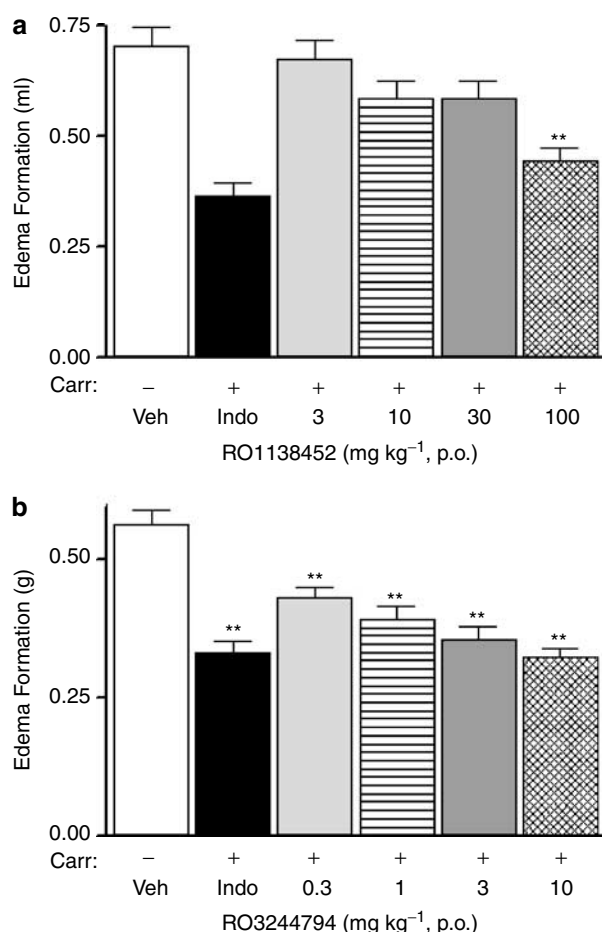 a
0.75
Edema Formation (ml)
0.50
0.25
0.00
**
Carr: – + + + + +
Veh Indo 3 10 30 100
RO1138452 (mg kg⁻¹, p.o.)
b
0.50
Edema Formation (g)
0.25
0.00
** ** ** ** **
Carr: – + + + + +
Veh Indo 0.3 1 3 10
RO3244794 (mg kg⁻¹, p.o.)